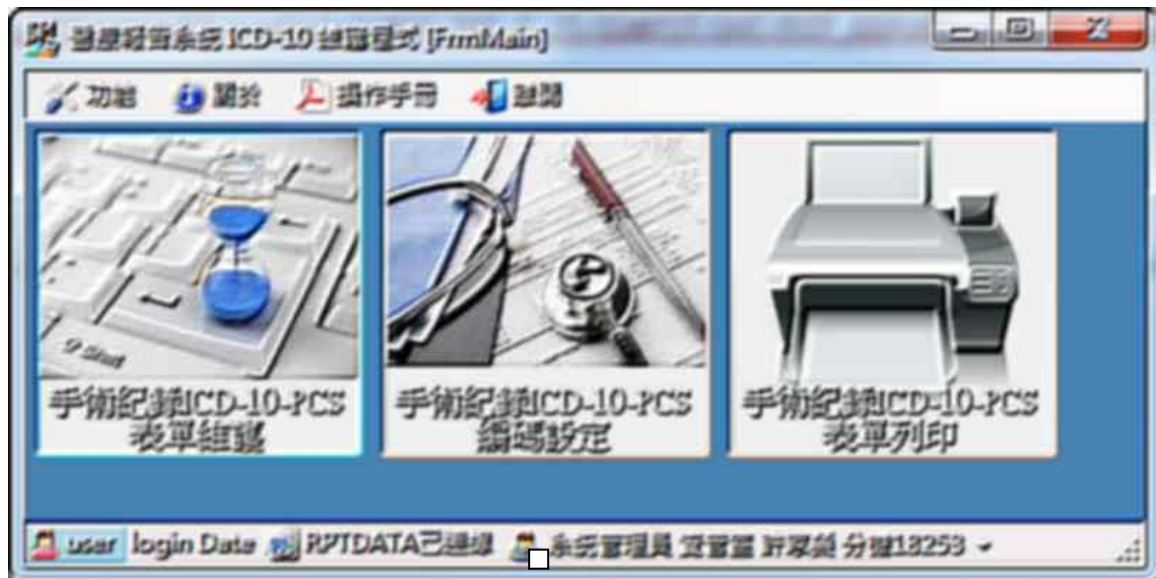 ICD-10 維護程式 [FrmMain]
功能 關於 操作手冊 離開
手術紀錄ICD-10-PCS
表單維護
手術紀錄ICD-10-PCS
編碼設定
手術紀錄ICD-10-PCS
表單列印
user login Date RPTDATA已連線 系統管理員 資訊室 分機18253